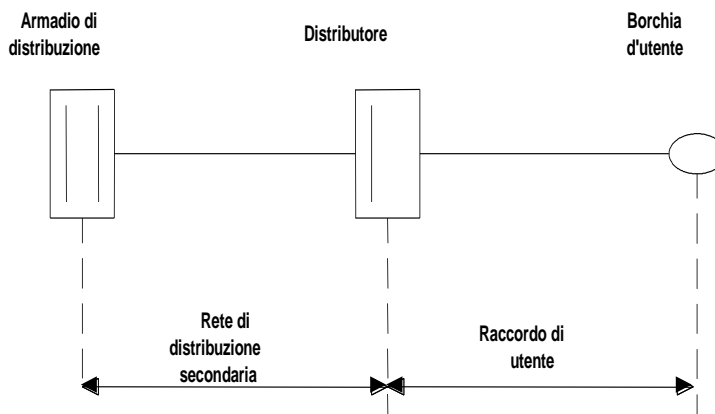 Armadio di
distribuzione
Distributore
Borchia
d'utente
Rete di
distribuzione
secondaria
Raccordo di
utente